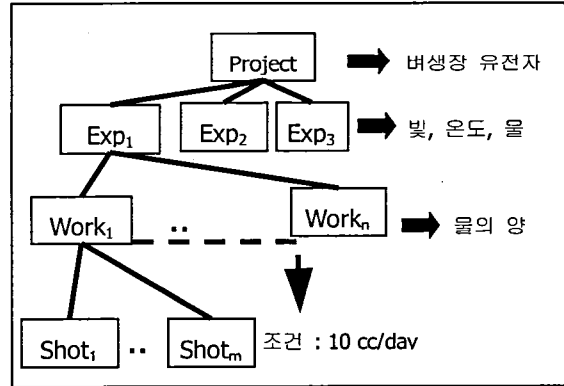 Project 벼생장 유전자
Exp₁ Exp₂ Exp₃ 빛, 온도, 물
Work₁ .. Workₙ 물의 양
Shot₁ .. Shotₘ 조건 : 10 cc/dav